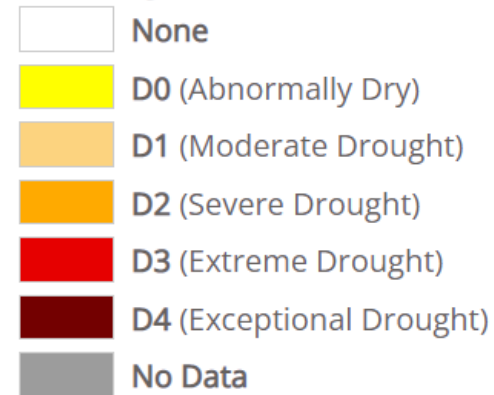 None
D0 (Abnormally Dry)
D1 (Moderate Drought)
D2 (Severe Drought)
D3 (Extreme Drought)
D4 (Exceptional Drought)
No Data